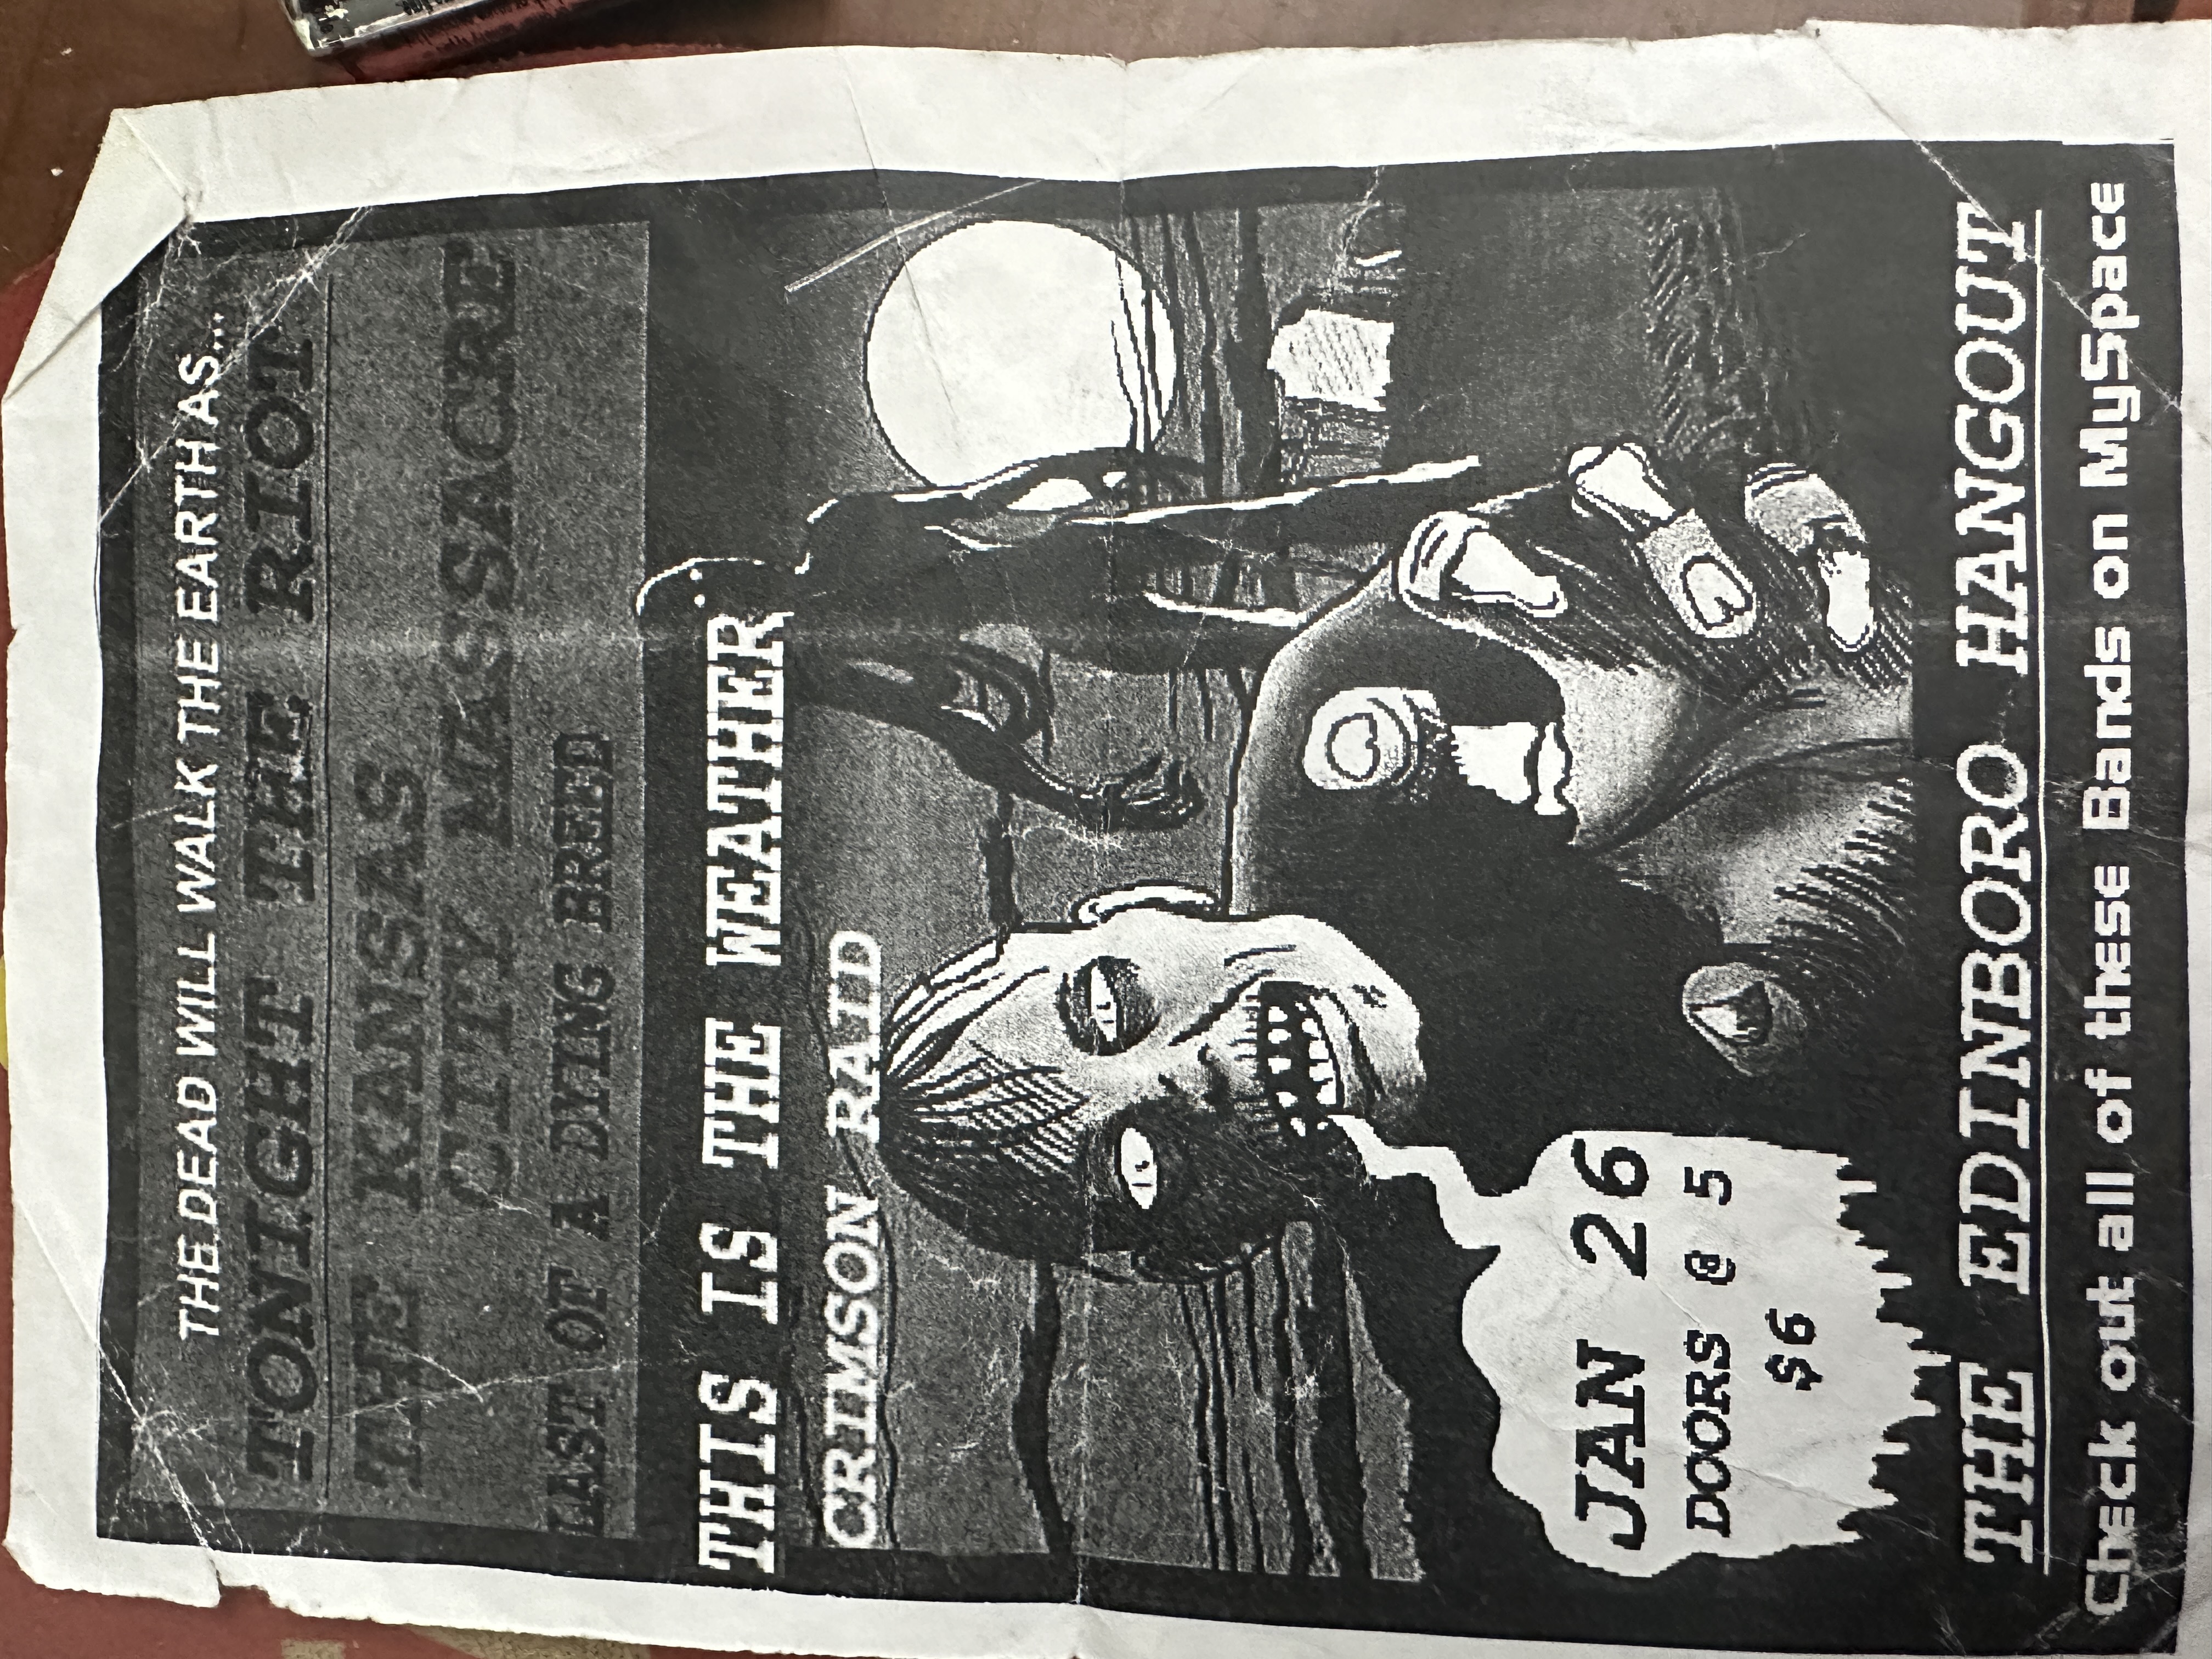 THE DEAD WILL WALK THE EARTH AS...
TONIGHT THE RIOT
THE KANSAS
CITY MASSACRE
LAST OF A DYING BREED
THIS IS THE WEATHER
CRIMSON RAID
JAN 26
DOORS @ 5
$6
THE EDINBORO HANGOUT
Check out all of these Bands on MySpace